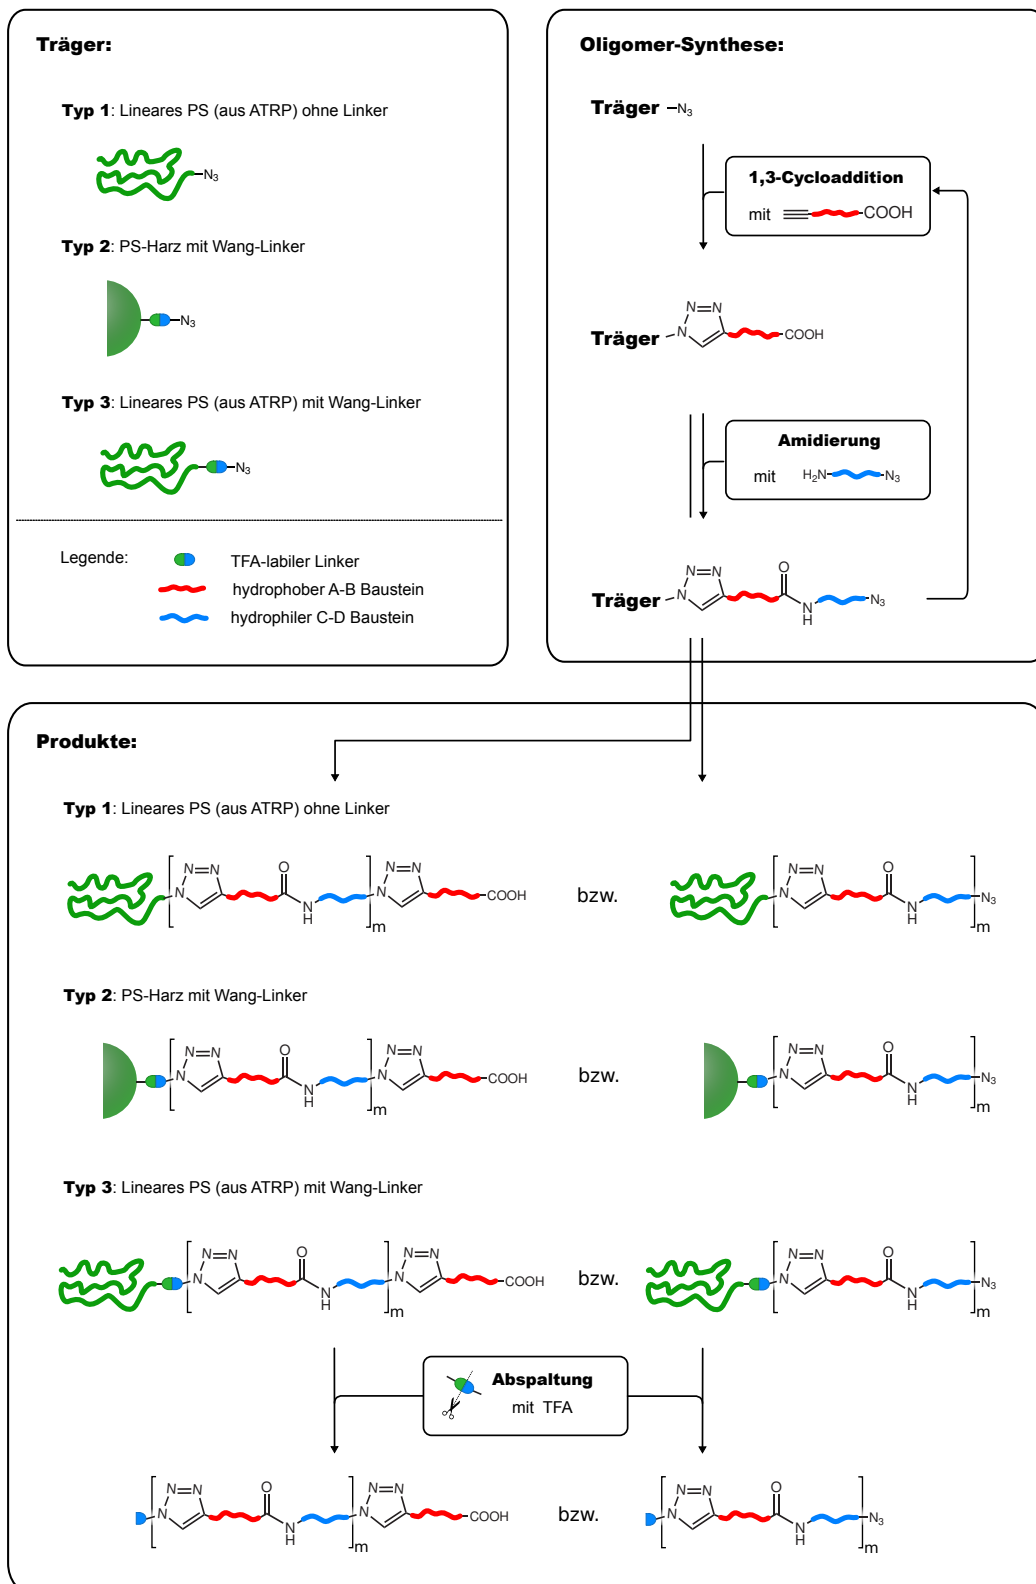 Träger:
Typ 1: Lineares PS (aus ATRP) ohne Linker
N3
Typ 2: PS-Harz mit Wang-Linker
N3
Typ 3: Lineares PS (aus ATRP) mit Wang-Linker
N3
Legende:
TFA-labiler Linker
hydrophober A-B Baustein
hydrophiler C-D Baustein
Oligomer-Synthese:
Träger –N3
1,3-Cycloaddition
mit COOH
N=N
Träger N COOH
Amidierung
mit H2N N3
N=N O
Träger N N N3
H
Produkte:
Typ 1: Lineares PS (aus ATRP) ohne Linker
N=N O N=N
N N N COOH
H m
bzw.
N=N O
N N N3
H m
Typ 2: PS-Harz mit Wang-Linker
N=N O N=N
N N N COOH
H m
bzw.
N=N O
N N N3
H m
Typ 3: Lineares PS (aus ATRP) mit Wang-Linker
N=N O N=N
N N N COOH
H m
bzw.
N=N O
N N N3
H m
Abspaltung
mit TFA
N=N O N=N
N N N COOH
H m
bzw.
N=N O
N N N3
H m